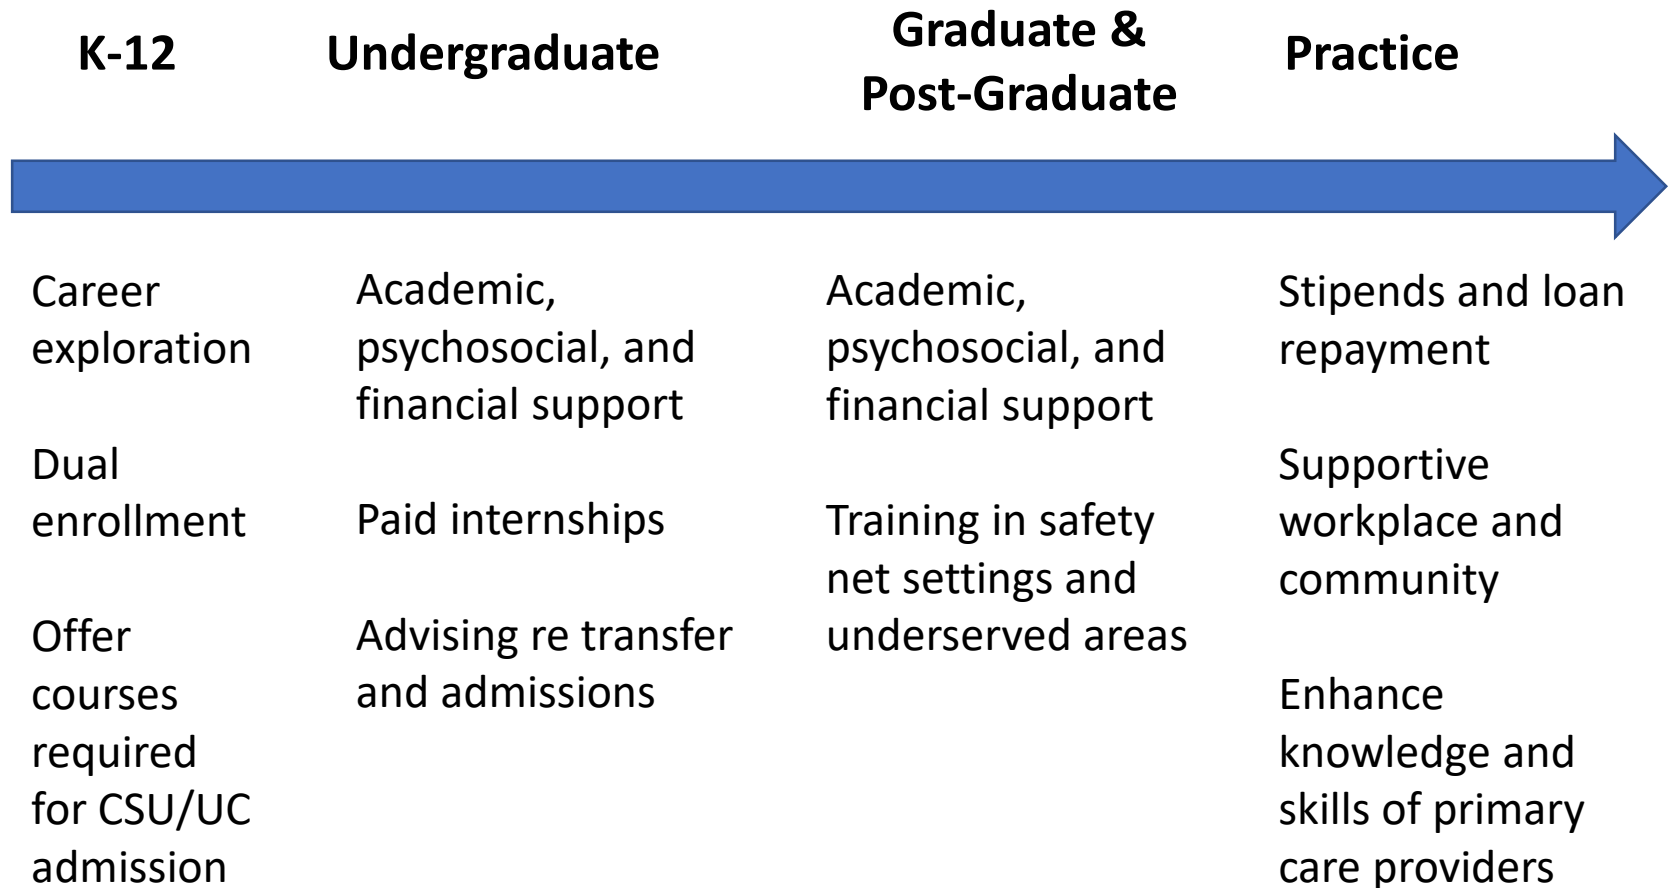 K-12
Undergraduate
Graduate &
Post-Graduate
Practice
Career
exploration
Dual
enrollment
Offer
courses
required
for CSU/UC
admission
Academic,
psychosocial, and
financial support
Paid internships
Advising re transfer
and admissions
Academic,
psychosocial, and
financial support
Training in safety
net settings and
underserved areas
Stipends and loan
repayment
Supportive
workplace and
community
Enhance
knowledge and
skills of primary
care providers